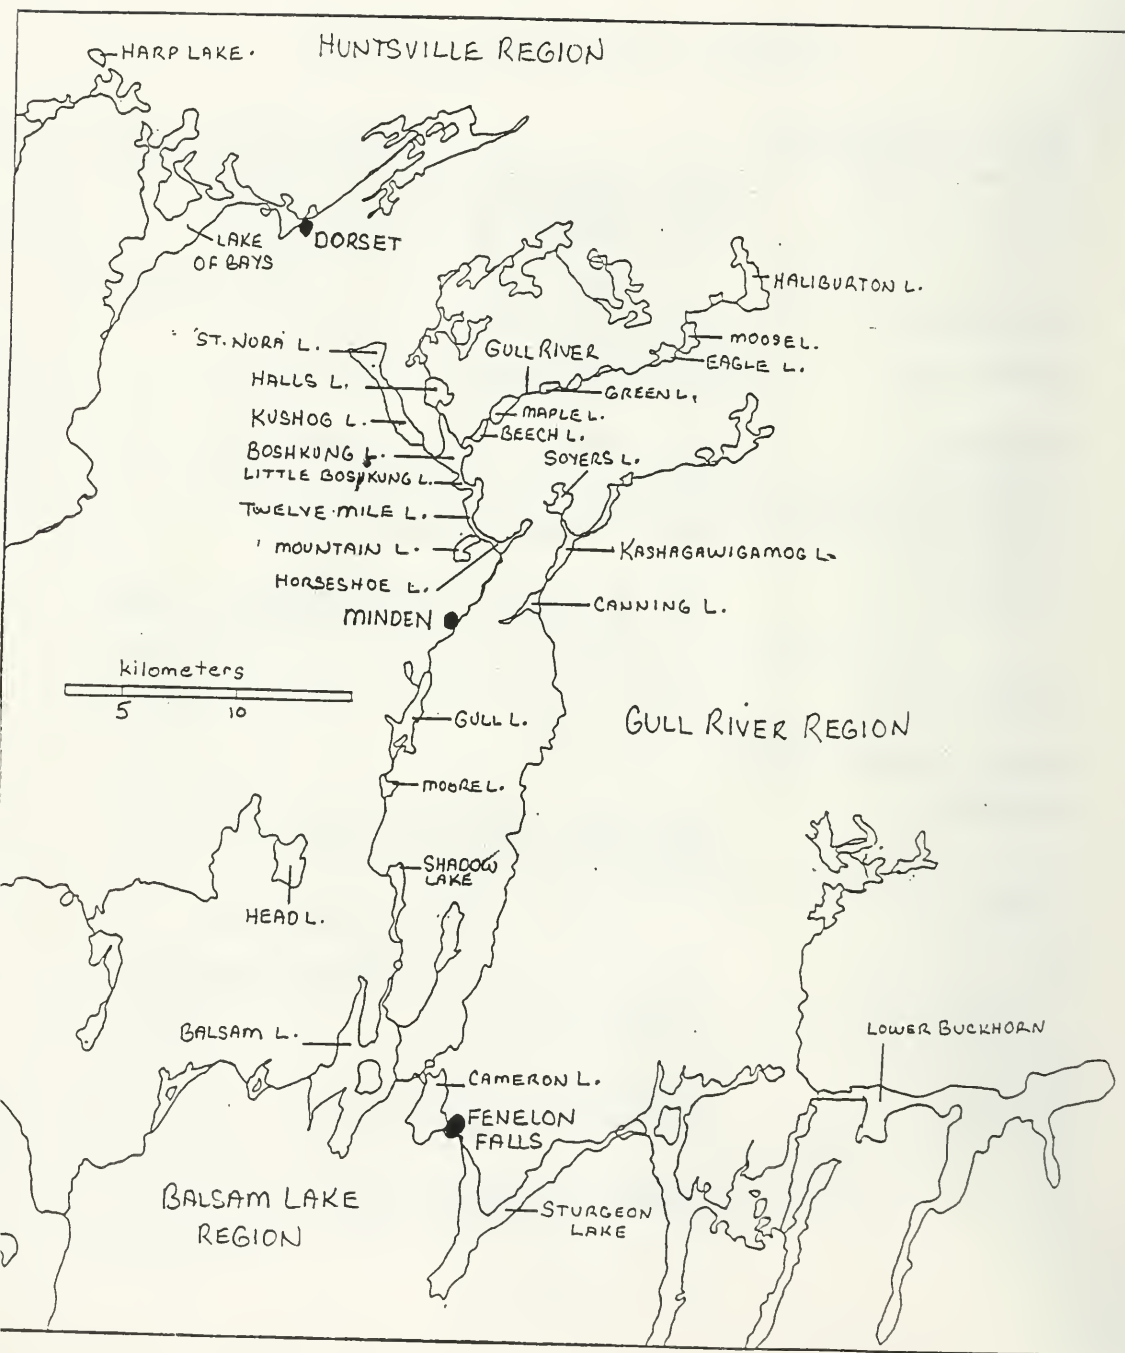 HARP LAKE.
HUNTSVILLE REGION
LAKE
OF BAYS
DORSET
HALIBURTON L.
'ST. NORA' L.
GULL RIVER
MOOSE L.
EAGLE L.
HALLS L.
GREEN L.
KUSHOG L.
MAPLE L.
BEECH L.
BOSHKUNG L.
SOYERS L.
LITTLE BOSHKUNG L.
TWELVE-MILE L.
MOUNTAIN L.
KASHAGAWIGAMOG L.
HORSESHOE L.
CANNING L.
MINDEN
kilometers
5 10
GULL L.
GULL RIVER REGION
MOORE L.
SHADOW
LAKE
HEAD L.
BALSAM L.
LOWER BUCKHORN
CAMERON L.
FENELON
FALLS
BALSAM LAKE
REGION
STURGEON
LAKE